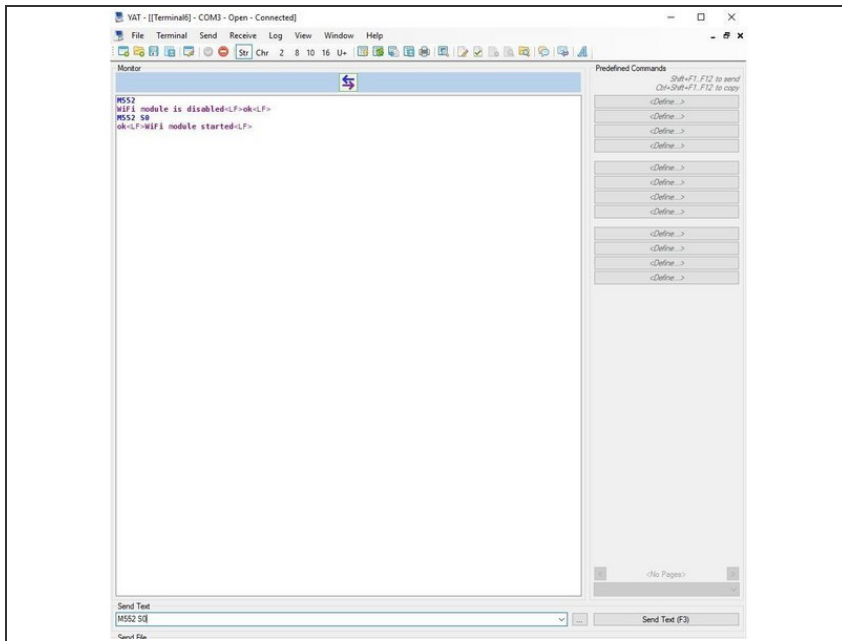 YAT - [[Terminal6] - COM3 - Open - Connected]
File Terminal Send Receive Log View Window Help
Str Chr 2 8 10 16 U+
Monitor
Predefined Commands
Shift+F1..F12 to send
Ctrl+Shift+F1..F12 to copy
M552
WiFi module is disabled<LF>ok<LF>
M552 S0
ok<LF>WiFi module started<LF>
<Define...>
<Define...>
<Define...>
<Define...>
<Define...>
<Define...>
<Define...>
<Define...>
<Define...>
<Define...>
<Define...>
<Define...>
<No Pages>
Send Text
M552 S0
...
Send Text (F3)
Send File